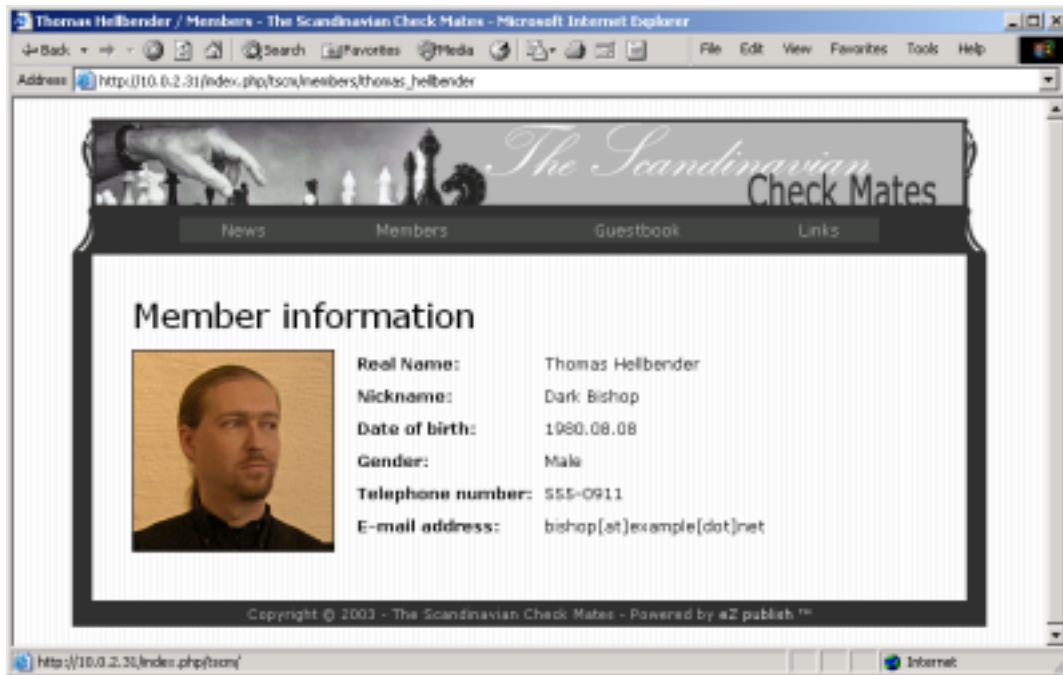 Thomas Hellbender / Members - The Scandinavian Check Mates - Microsoft Internet Explorer
Back Search Favorites Media File Edit View Favorites Tools Help
Address http://10.0.2.31/index.php/tscm/members/thomas_hellbender
The Scandinavian
Check Mates
News Members Guestbook Links
Member information
Real Name: Thomas Hellbender
Nickname: Dark Bishop
Date of birth: 1980.08.08
Gender: Male
Telephone number: 555-0911
E-mail address: bishop[at]example[dot]net
Copyright © 2003 - The Scandinavian Check Mates - Powered by eZ publish ™
http://10.0.2.31/index.php/tscm/ Internet